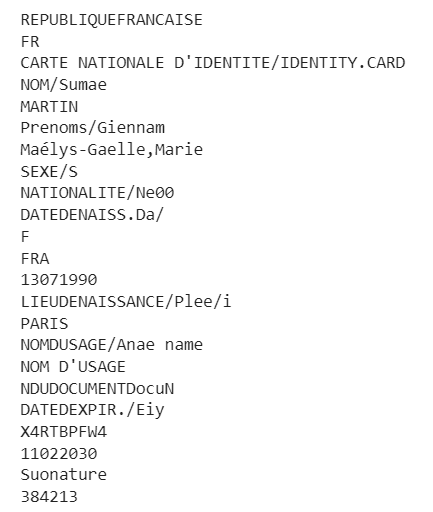 REPUBLIQUEFRANCAISE
FR
CARTE NATIONALE D'IDENTITE/IDENTITY.CARD
NOM/Sumae
MARTIN
Prenoms/Giennam
Maélys-Gaelle,Marie
SEXE/S
NATIONALITE/Ne00
DATEDENAISS.Da/
F
FRA
13071990
LIEUDENAISSANCE/Plee/i
PARIS
NOMDUSAGE/Anae name
NOM D'USAGE
NDUDOCUMENTDocuN
DATEDEXPIR./Eiy
X4RTBPFW4
11022030
Suonature
384213